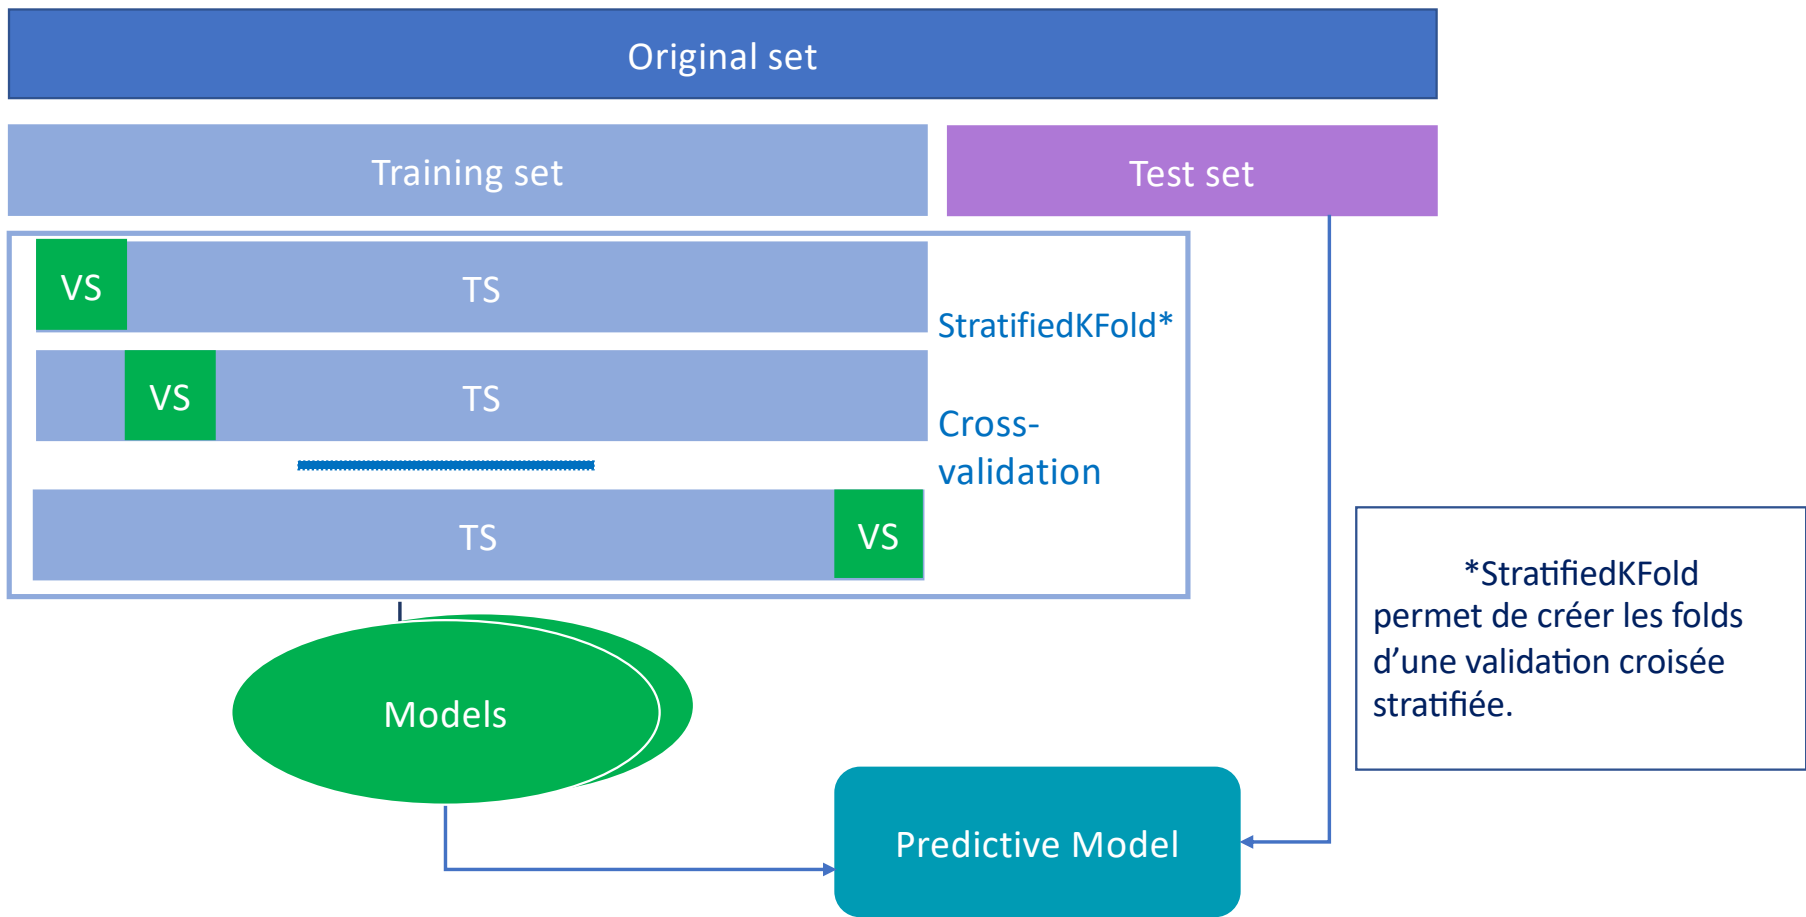 Original set
Training set
Test set
VS
TS
StratifiedKFold*
VS
TS
Cross-
validation
TS
VS
*StratifiedKFold
permet de créer les folds
d’une validation croisée
stratifiée.
Models
Predictive Model